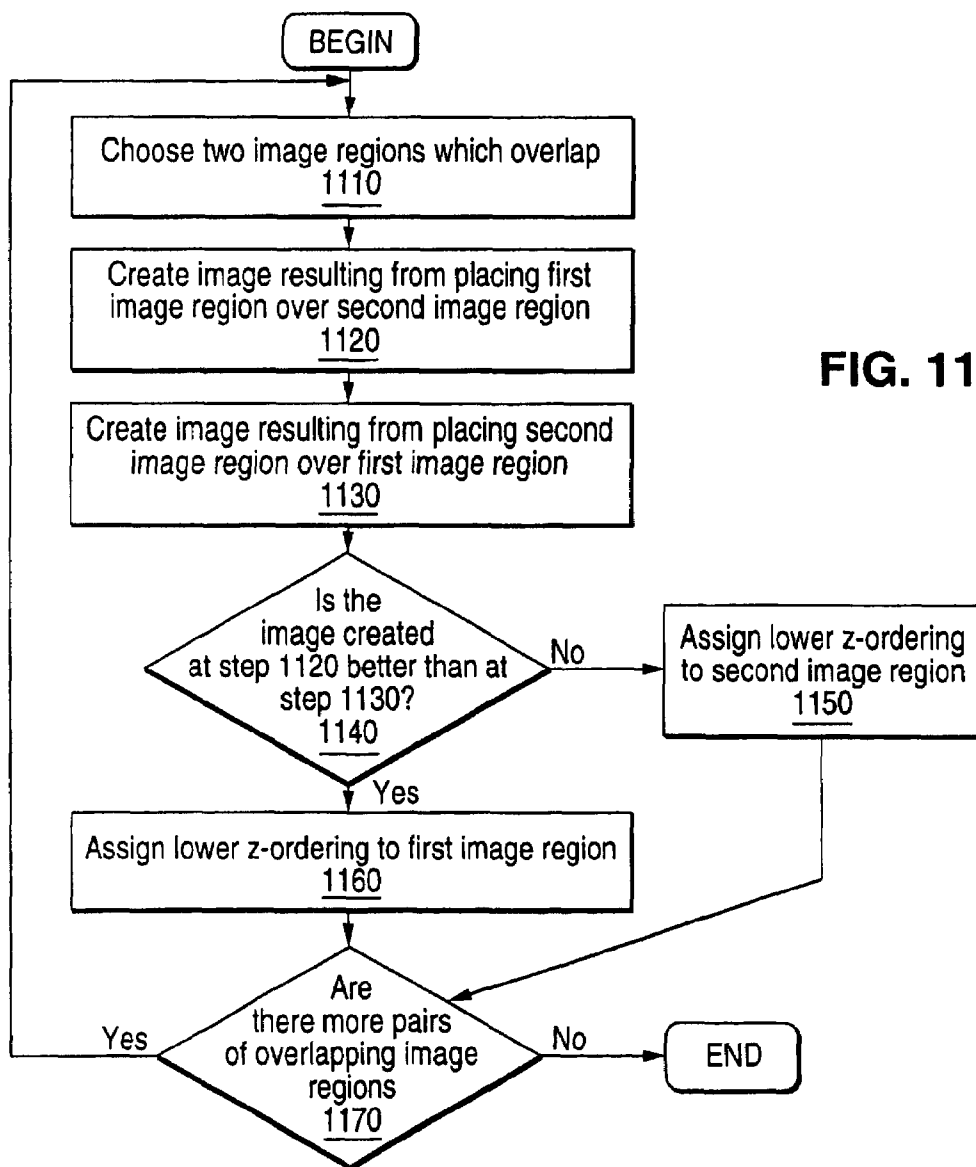 BEGIN
Choose two image regions which overlap
1110
Create image resulting from placing first
image region over second image region
1120
FIG. 11
Create image resulting from placing second
image region over first image region
1130
Is the
image created
at step 1120 better than at
step 1130?
1140
No
Assign lower z-ordering
to second image region
1150
Yes
Assign lower z-ordering to first image region
1160
Are
there more pairs
of overlapping image
regions
1170
Yes
No
END